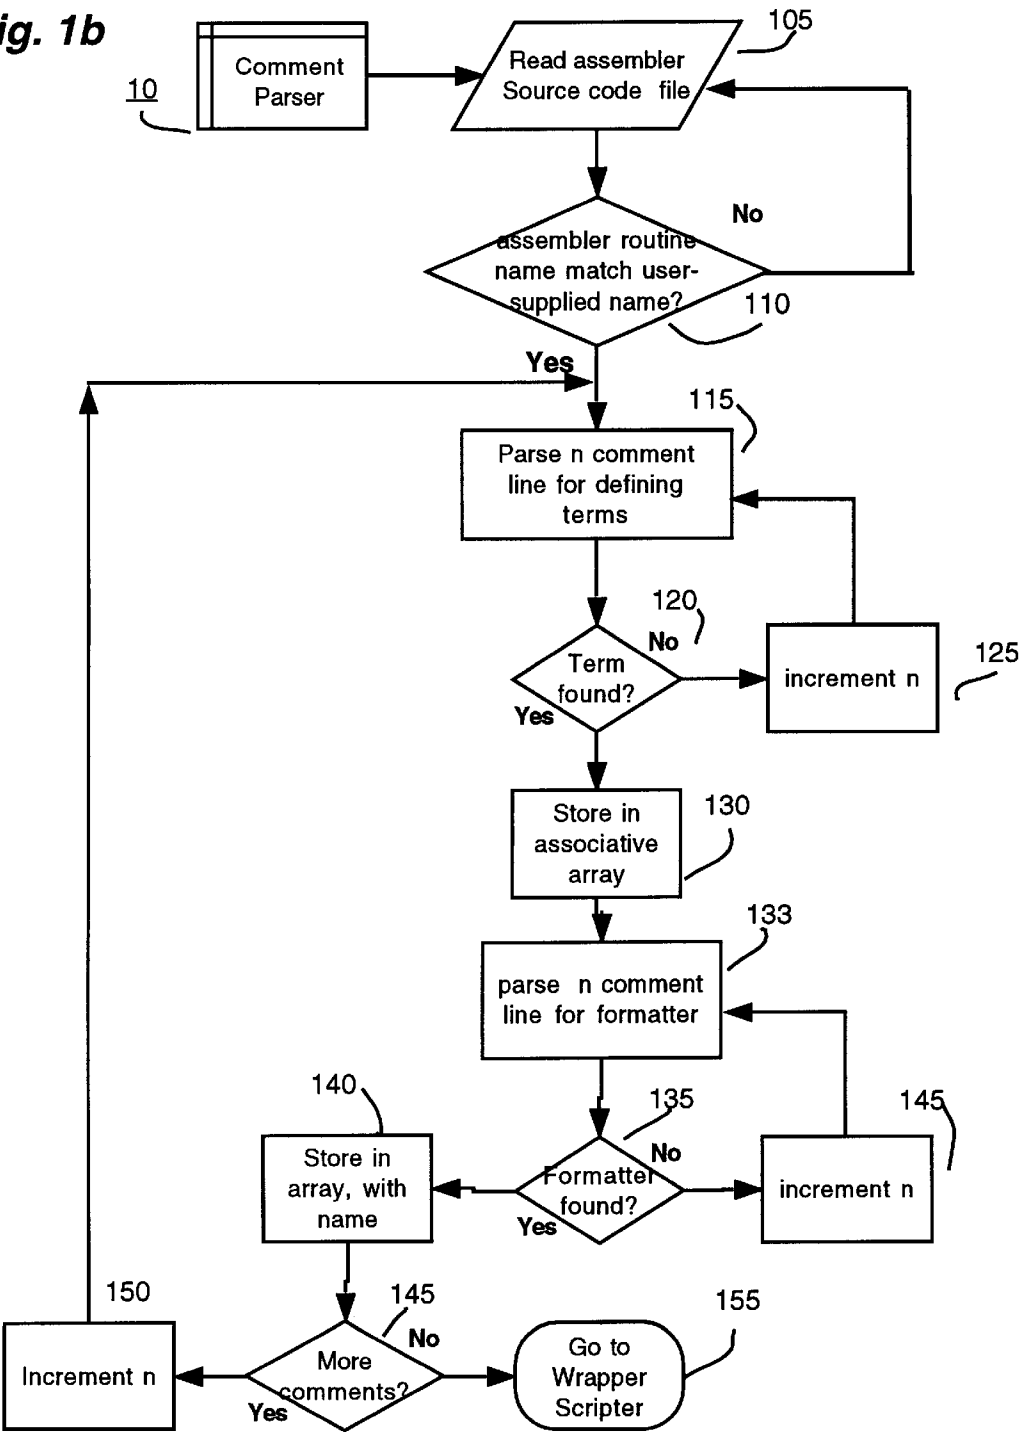 ig. 1b
105
Comment
Parser
Read assembler
Source code file
10
No
assembler routine
name match user-
supplied name?
110
Yes
115
Parse n comment
line for defining
terms
120
No
Term
found?
Yes
increment n
125
Store in
associative
array
130
133
parse n comment
line for formatter
140
135
145
Store in
array, with
name
No
Formatter
found?
Yes
increment n
150
145
155
No
Increment n
More
comments?
Yes
Go to
Wrapper
Scripter